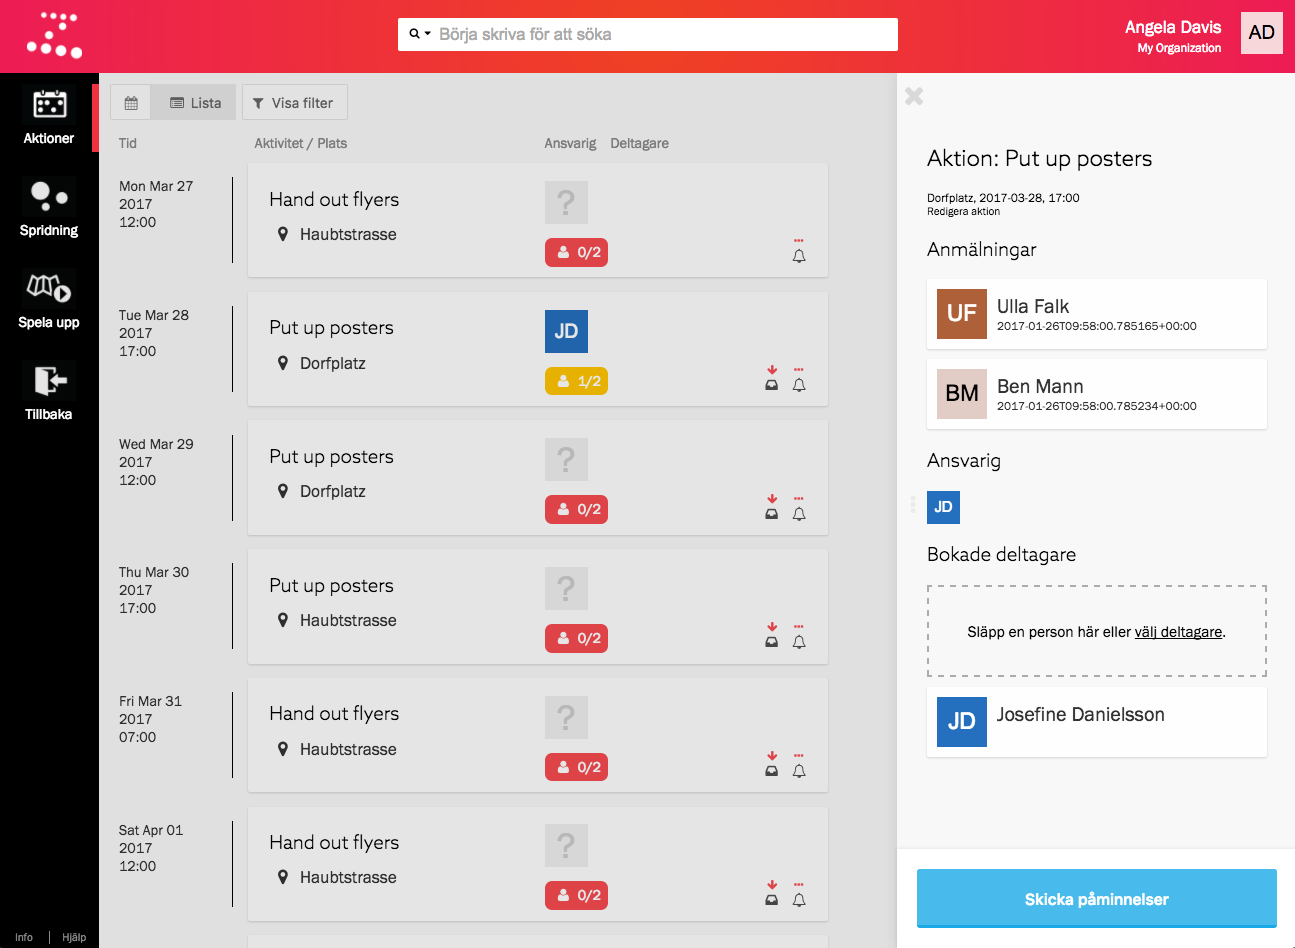 Börja skriva för att söka
Angela Davis
My Organization
AD
Aktioner
Spridning
Spela upp
Tillbaka
Info
Hjälp
Lista
Visa filter
Tid
Aktivitet / Plats
Ansvarig
Deltagare
Mon Mar 27
2017
12:00
Hand out flyers
Haubtstrasse
?
0/2
Tue Mar 28
2017
17:00
Put up posters
Dorfplatz
JD
1/2
Wed Mar 29
2017
12:00
Put up posters
Dorfplatz
?
0/2
Thu Mar 30
2017
17:00
Put up posters
Haubtstrasse
?
0/2
Fri Mar 31
2017
07:00
Hand out flyers
Haubtstrasse
?
0/2
Sat Apr 01
2017
12:00
Hand out flyers
Haubtstrasse
?
0/2
Aktion: Put up posters
Dorfplatz, 2017-03-28, 17:00
Redigera aktion
Anmälningar
UF
Ulla Falk
2017-01-26T09:58:00.785165+00:00
BM
Ben Mann
2017-01-26T09:58:00.785234+00:00
Ansvarig
JD
Bokade deltagare
Släpp en person här eller välj deltagare.
JD
Josefine Danielsson
Skicka påminnelser